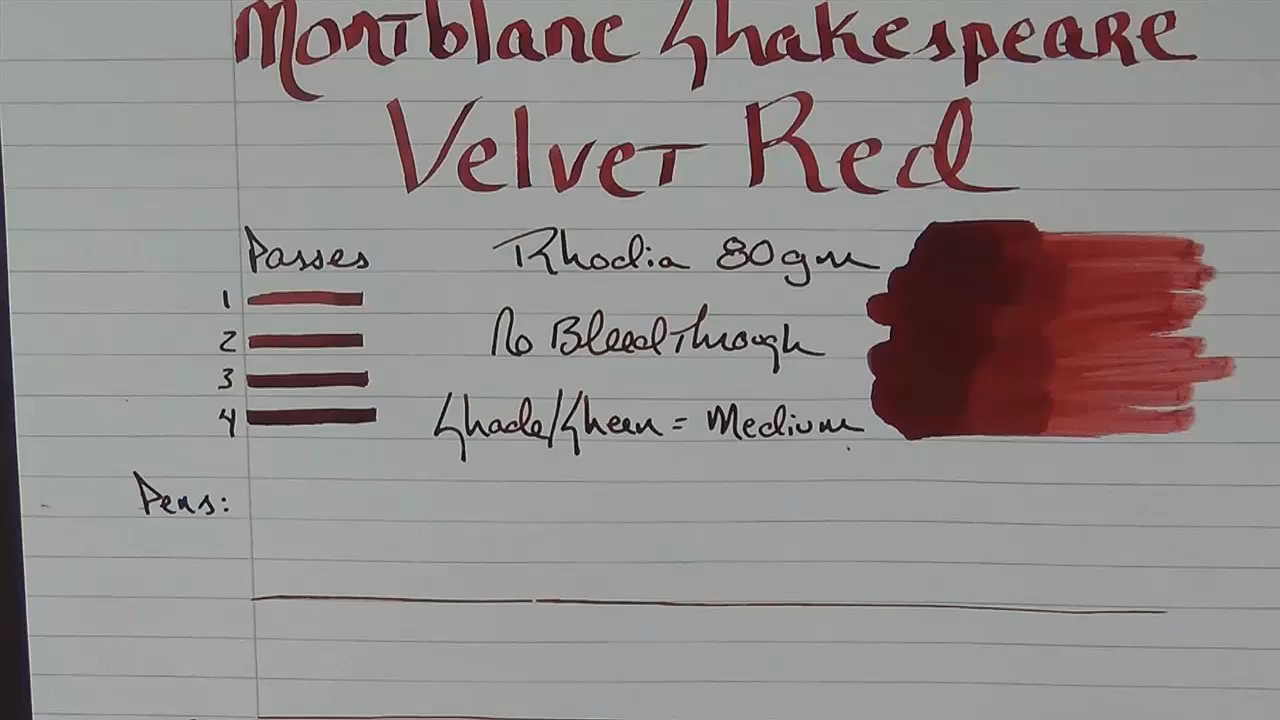 Montblanc Shakespeare
Velvet Red
Passes
1
2
3
4
Rhodia 80gm
No Bleedthrough
Shade/Sheen = Medium
Pens: